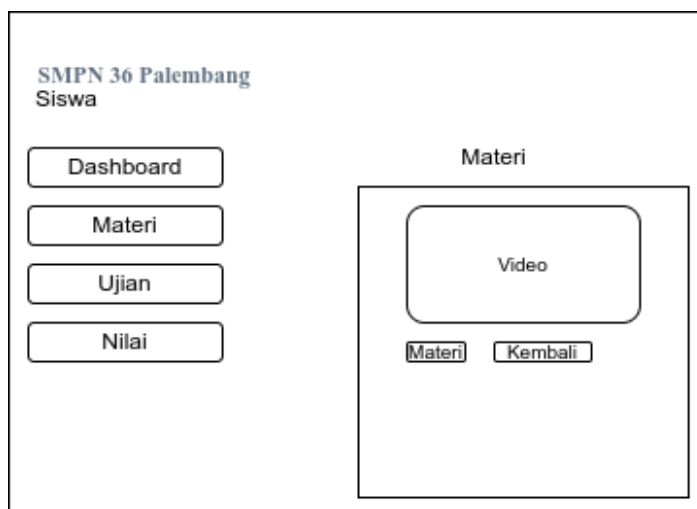 SMPN 36 Palembang
Siswa
Dashboard
Materi
Ujian
Nilai
Materi
Video
Materi
Kembali